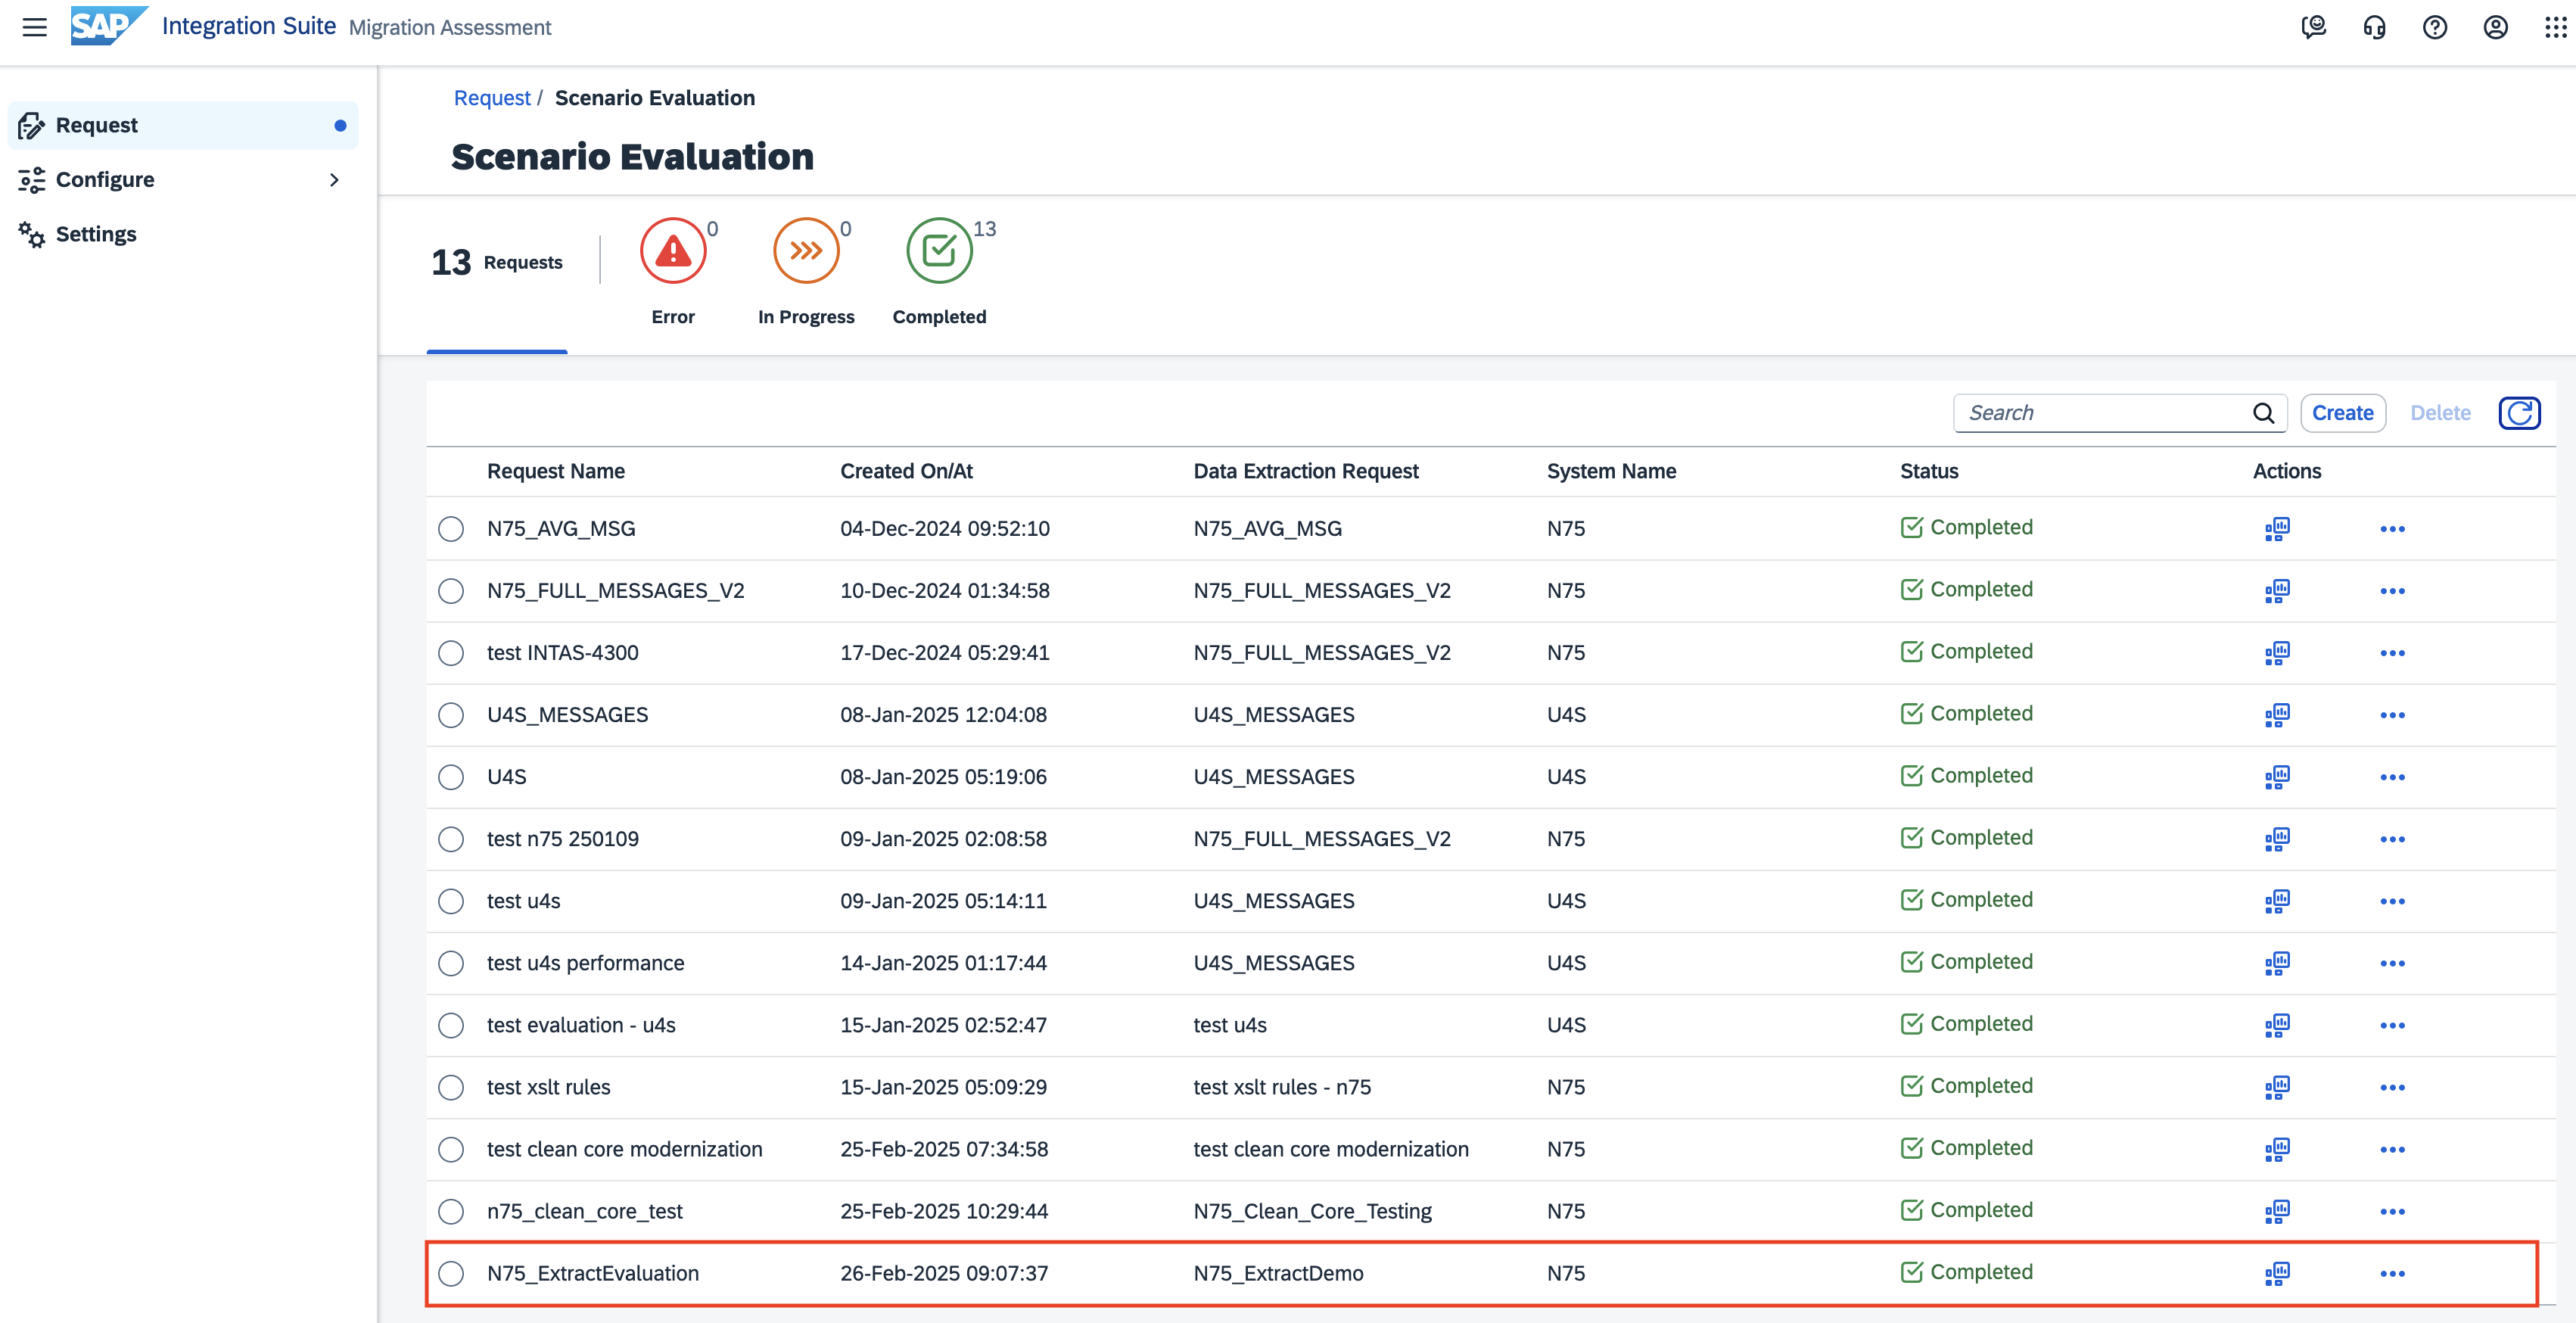 SAP Integration Suite Migration Assessment
Request
Configure
Settings
Request / Scenario Evaluation
Scenario Evaluation
13 Requests
0
Error
0
In Progress
13
Completed
Search Create Delete
Request Name Created On/At Data Extraction Request System Name Status Actions
N75_AVG_MSG 04-Dec-2024 09:52:10 N75_AVG_MSG N75 Completed
N75_FULL_MESSAGES_V2 10-Dec-2024 01:34:58 N75_FULL_MESSAGES_V2 N75 Completed
test INTAS-4300 17-Dec-2024 05:29:41 N75_FULL_MESSAGES_V2 N75 Completed
U4S_MESSAGES 08-Jan-2025 12:04:08 U4S_MESSAGES U4S Completed
U4S 08-Jan-2025 05:19:06 U4S_MESSAGES U4S Completed
test n75 250109 09-Jan-2025 02:08:58 N75_FULL_MESSAGES_V2 N75 Completed
test u4s 09-Jan-2025 05:14:11 U4S_MESSAGES U4S Completed
test u4s performance 14-Jan-2025 01:17:44 U4S_MESSAGES U4S Completed
test evaluation - u4s 15-Jan-2025 02:52:47 test u4s U4S Completed
test xslt rules 15-Jan-2025 05:09:29 test xslt rules - n75 N75 Completed
test clean core modernization 25-Feb-2025 07:34:58 test clean core modernization N75 Completed
n75_clean_core_test 25-Feb-2025 10:29:44 N75_Clean_Core_Testing N75 Completed
N75_ExtractEvaluation 26-Feb-2025 09:07:37 N75_ExtractDemo N75 Completed